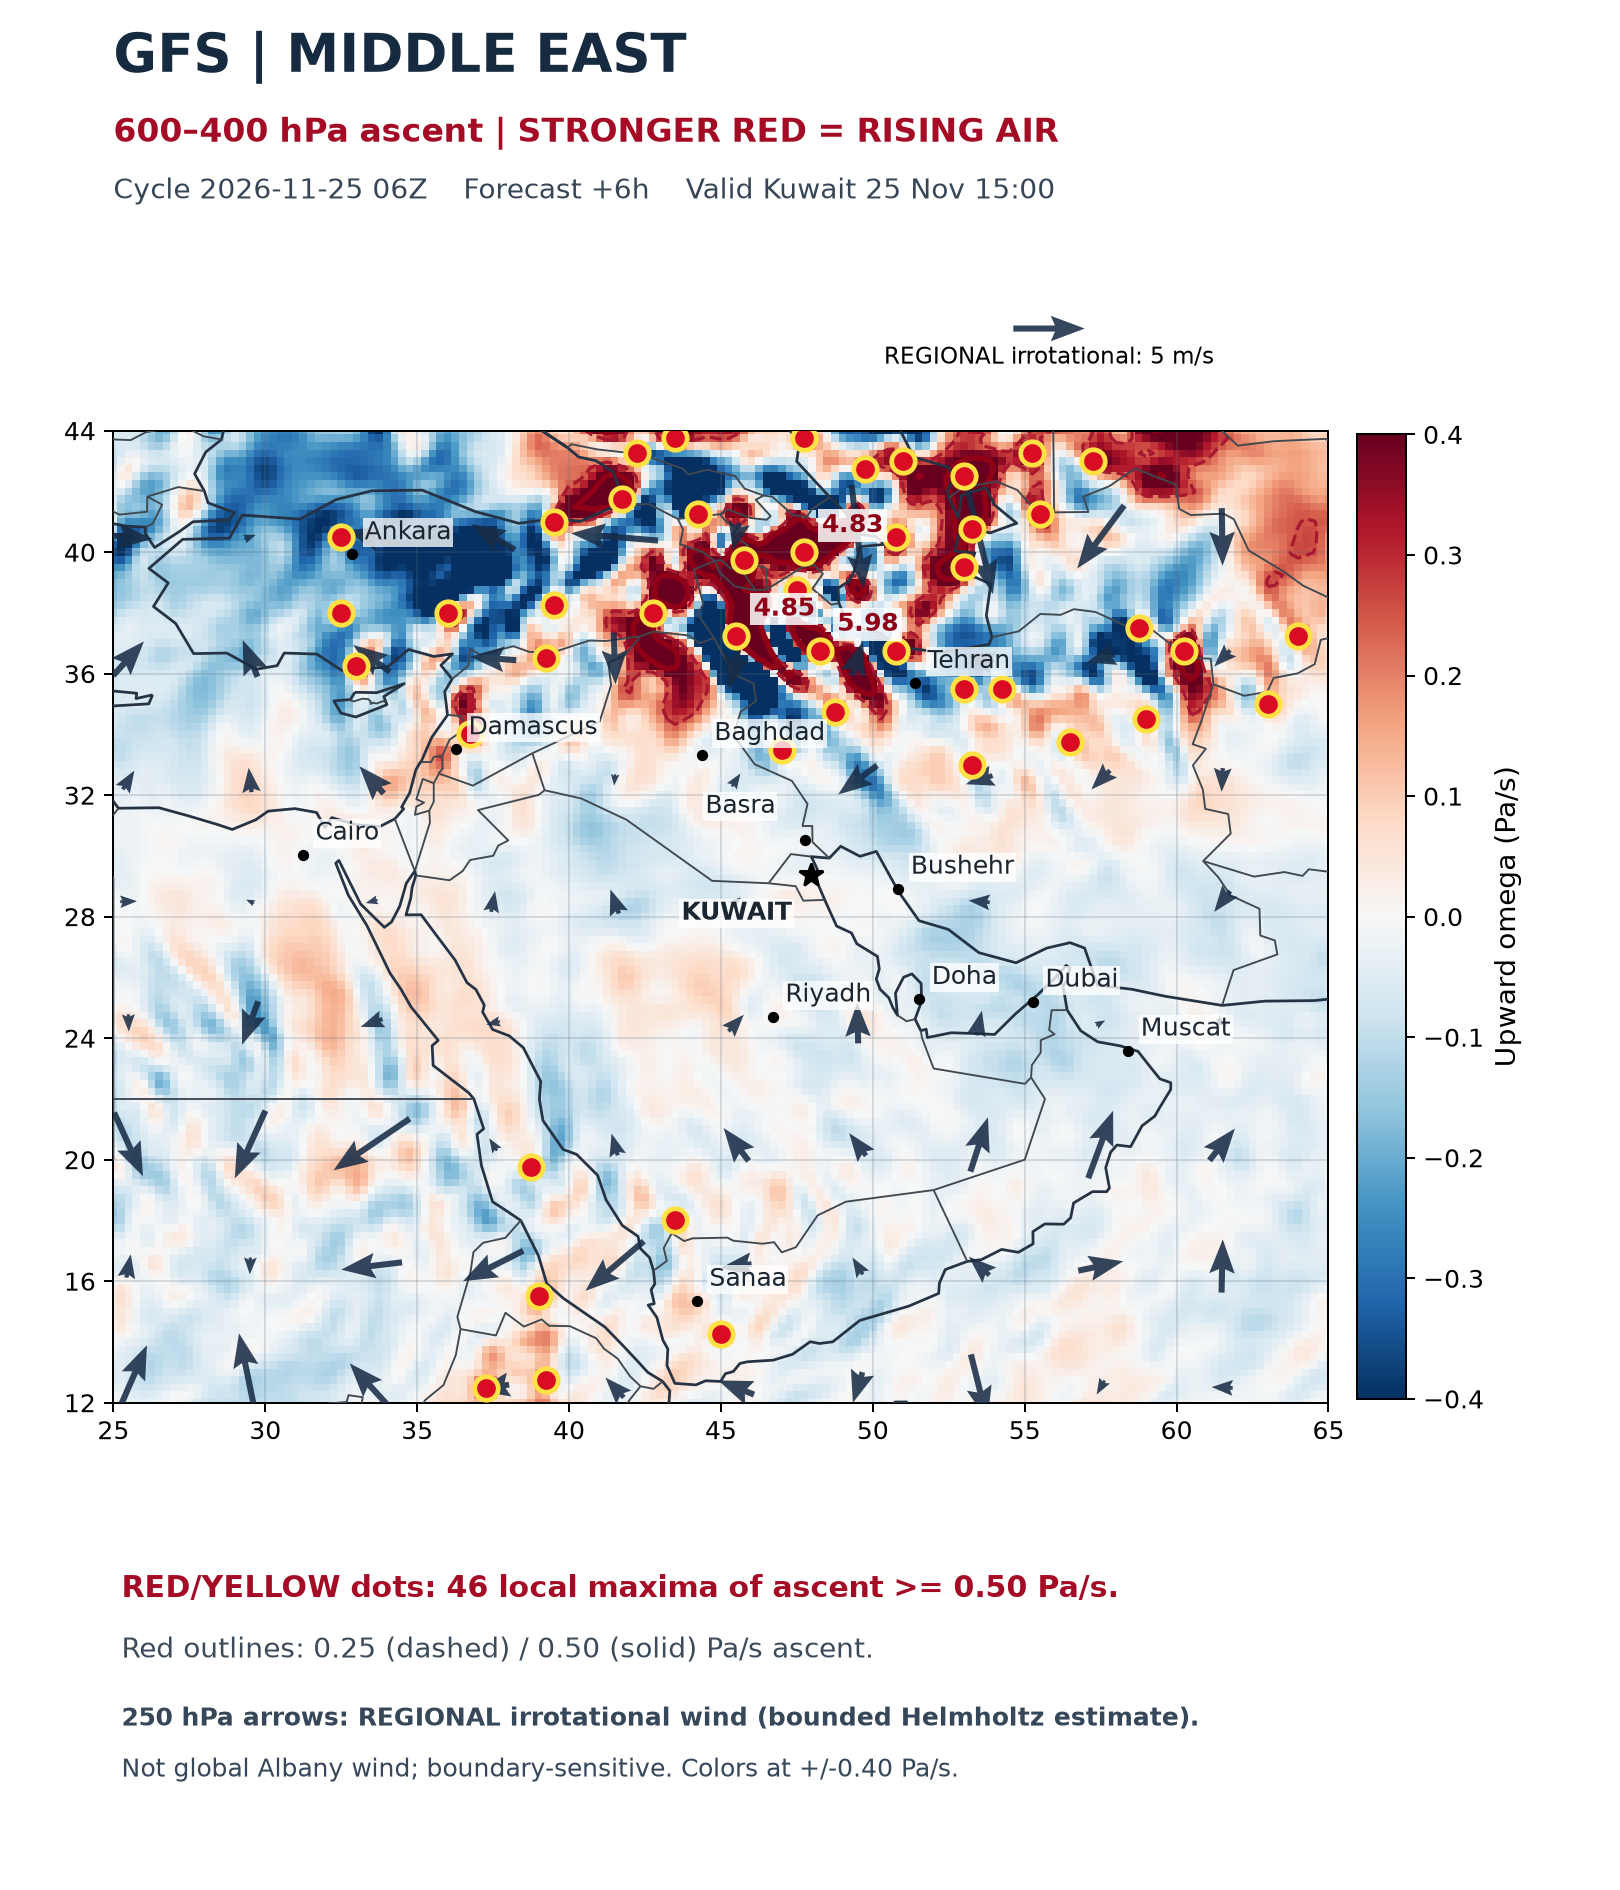 GFS | MIDDLE EAST
600–400 hPa ascent | STRONGER RED = RISING AIR
Cycle 2026-11-25 06Z    Forecast +6h    Valid Kuwait 25 Nov 15:00
REGIONAL irrotational: 5 m/s
44
40
36
32
28
24
20
16
12
25
30
35
40
45
50
55
60
65
Ankara
4.83
4.85
5.98
Tehran
Damascus
Baghdad
Basra
Cairo
Bushehr
KUWAIT
Riyadh
Doha
Dubai
Muscat
Sanaa
0.4
0.3
0.2
0.1
0.0
−0.1
−0.2
−0.3
−0.4
Upward omega (Pa/s)
RED/YELLOW dots: 46 local maxima of ascent >= 0.50 Pa/s.
Red outlines: 0.25 (dashed) / 0.50 (solid) Pa/s ascent.
250 hPa arrows: REGIONAL irrotational wind (bounded Helmholtz estimate).
Not global Albany wind; boundary-sensitive. Colors at +/-0.40 Pa/s.